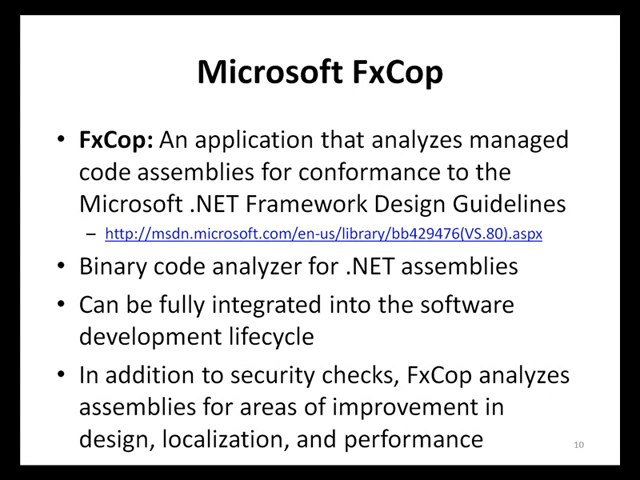 Microsoft FxCop
• FxCop: An application that analyzes managed
code assemblies for conformance to the
Microsoft .NET Framework Design Guidelines
– http://msdn.microsoft.com/en-us/library/bb429476(VS.80).aspx
• Binary code analyzer for .NET assemblies
• Can be fully integrated into the software
development lifecycle
• In addition to security checks, FxCop analyzes
assemblies for areas of improvement in
design, localization, and performance
10